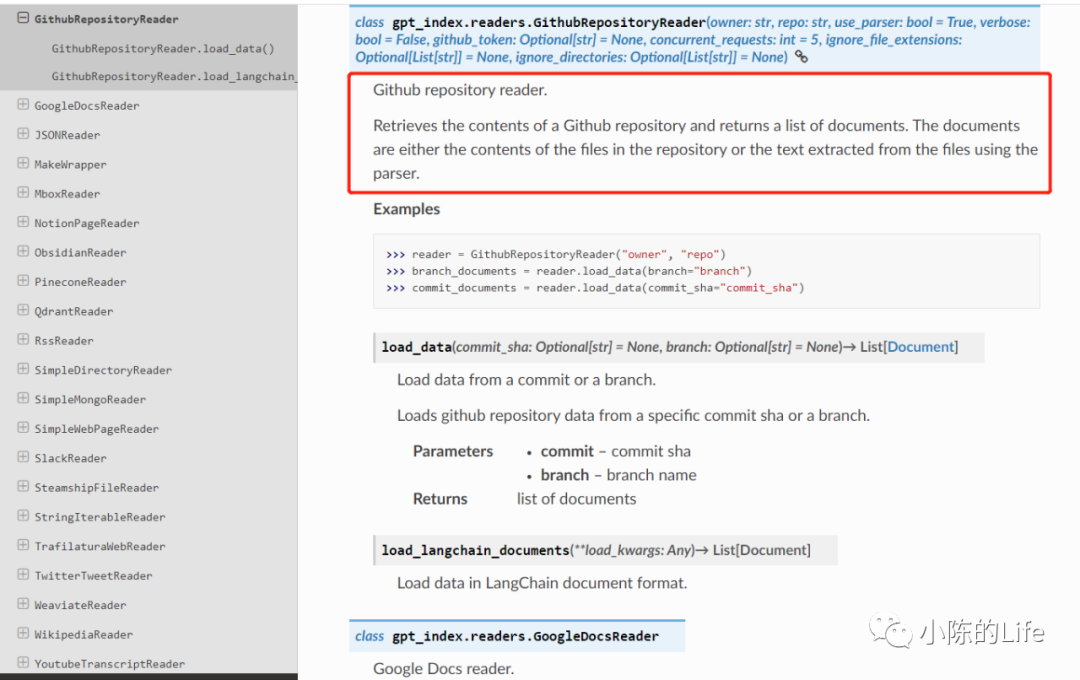 GithubRepositoryReader
GithubRepositoryReader.load_data()
GithubRepositoryReader.load_langchain_
GoogleDocsReader
JSONReader
MakeWrapper
MboxReader
NotionPageReader
ObsidianReader
PineconeReader
QdrantReader
RssReader
SimpleDirectoryReader
SimpleMongoReader
SimpleWebPageReader
SlackReader
SteamshipFileReader
StringIterableReader
TrafilaturaWebReader
TwitterTweetReader
WeaviateReader
WikipediaReader
YoutubeTranscriptReader
class gpt_index.readers.GithubRepositoryReader(owner: str, repo: str, use_parser: bool = True, verbose:
bool = False, github_token: Optional[str] = None, concurrent_requests: int = 5, ignore_file_extensions:
Optional[List[str]] = None, ignore_directories: Optional[List[str]] = None)
Github repository reader.
Retrieves the contents of a Github repository and returns a list of documents. The documents
are either the contents of the files in the repository or the text extracted from the files using the
parser.
Examples
>>> reader = GithubRepositoryReader("owner", "repo")
>>> branch_documents = reader.load_data(branch="branch")
>>> commit_documents = reader.load_data(commit_sha="commit_sha")
load_data(commit_sha: Optional[str] = None, branch: Optional[str] = None)→ List[Document]
Load data from a commit or a branch.
Loads github repository data from a specific commit sha or a branch.
Parameters • commit – commit sha
• branch – branch name
Returns list of documents
load_langchain_documents(**load_kwargs: Any)→ List[Document]
Load data in LangChain document format.
class gpt_index.readers.GoogleDocsReader
Google Docs reader.
小陈的Life